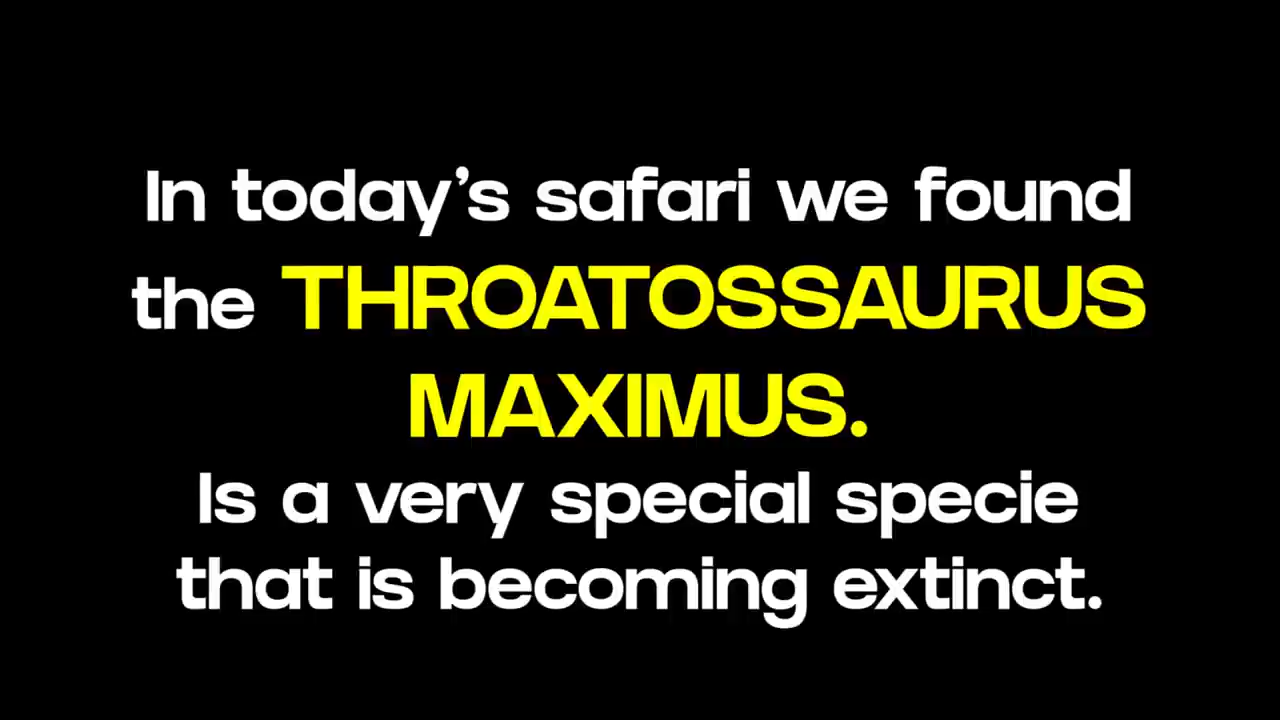 In today’s safari we found
the THROATOSSAURUS
MAXIMUS.
Is a very special specie
that is becoming extinct.